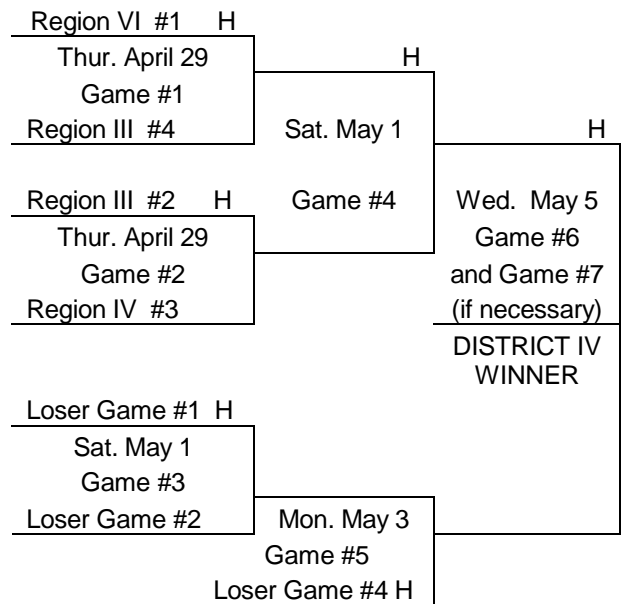 Region VI #1 H
Thur. April 29
Game #1
Region III #4
H
Sat. May 1
Game #4
Region III #2 H
Thur. April 29
Game #2
Region IV #3
H
Wed. May 5
Game #6
and Game #7
(if necessary)
DISTRICT IV
WINNER
Loser Game #1 H
Sat. May 1
Game #3
Loser Game #2
Mon. May 3
Game #5
Loser Game #4 H